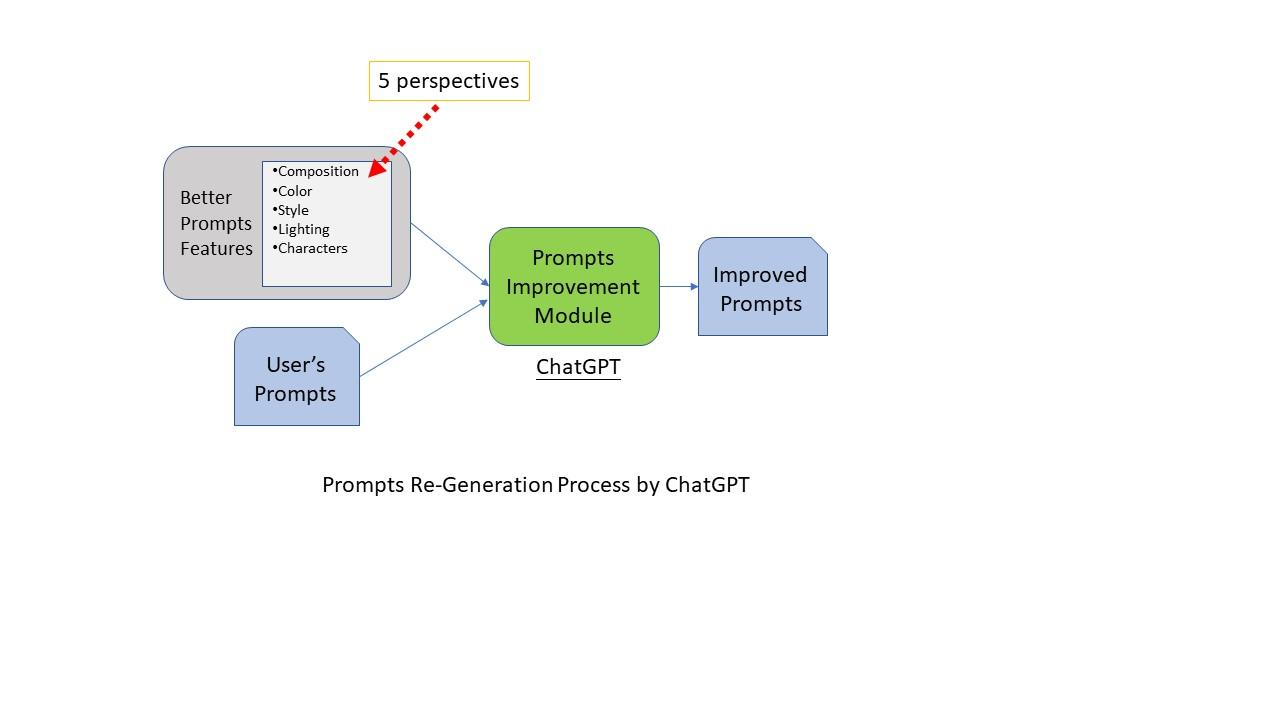 5 perspectives
Better
Prompts
Features
•Composition
•Color
•Style
•Lighting
•Characters
Prompts
Improvement
Module
ChatGPT
Improved
Prompts
User’s
Prompts
Prompts Re-Generation Process by ChatGPT